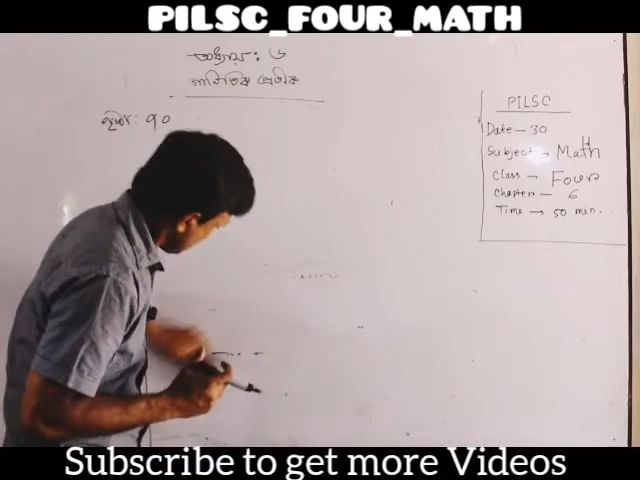 PILSC_FOUR_MATH
অধ্যায়: ৬
গাণিতিক প্রতীক
পৃষ্ঠা: ৭০
PILSC
Date – 30
Subject → Math
Class → Four
Chapter – 6
Time → 50 min.
Subscribe to get more Videos